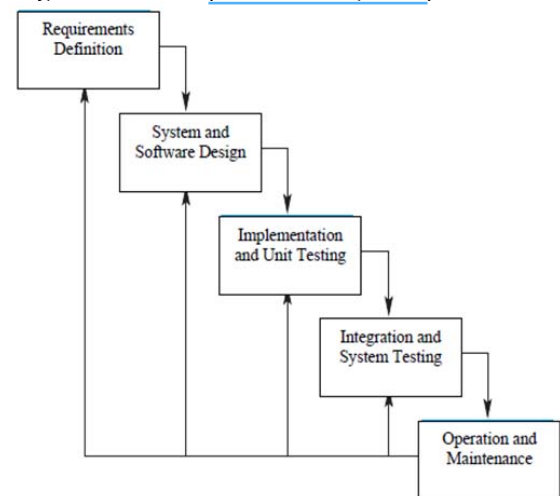 Requirements
Definition
System and
Software Design
Implementation
and Unit Testing
Integration and
System Testing
Operation and
Maintenance